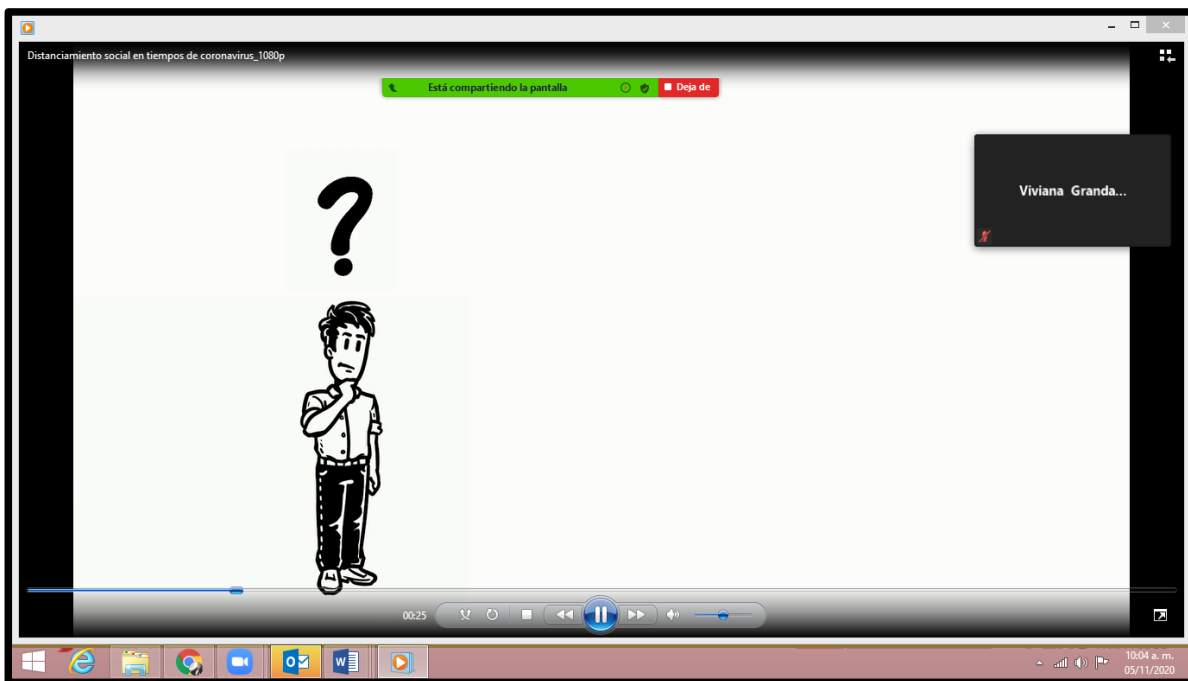 Distanciamiento social en tiempos de coronavirus_1080p
Está compartiendo la pantalla
Deja de
Viviana Granda...
?
00:25
10:04 a. m.
05/11/2020